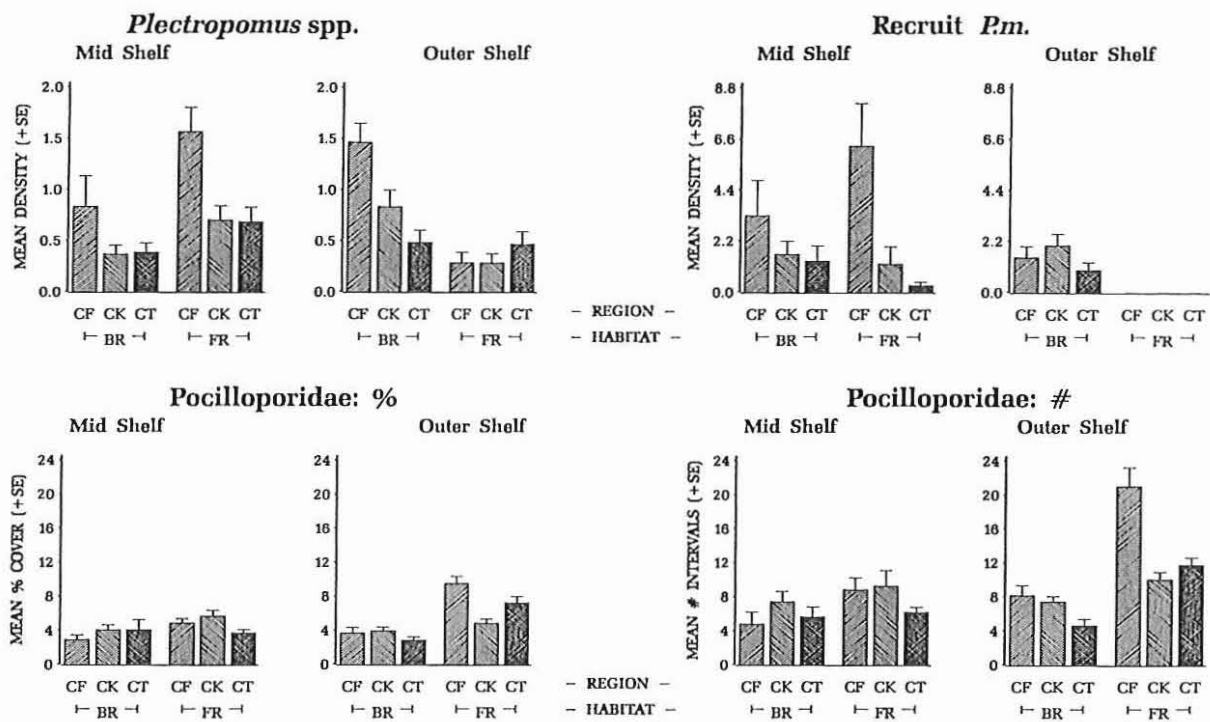 Plectropomus spp.
Recruit P.m.
Mid Shelf
Outer Shelf
Mid Shelf
Outer Shelf
MEAN DENSITY (+SE)
2.0
1.5
1.0
0.5
0.0
CF CK CT CF CK CT
BR FR
2.0
1.5
1.0
0.5
0.0
CF CK CT CF CK CT
BR FR
– REGION –
– HABITAT –
MEAN DENSITY (+SE)
8.8
6.6
4.4
2.2
0.0
CF CK CT CF CK CT
BR FR
8.8
6.6
4.4
2.2
0.0
CF CK CT CF CK CT
BR FR
Pocilloporidae: %
Pocilloporidae: #
Mid Shelf
Outer Shelf
Mid Shelf
Outer Shelf
MEAN % COVER (+SE)
24
20
16
12
8
4
0
CF CK CT CF CK CT
BR FR
24
20
16
12
8
4
0
CF CK CT CF CK CT
BR FR
– REGION –
– HABITAT –
MEAN # INTERVALS (+SE)
24
20
16
12
8
4
0
CF CK CT CF CK CT
BR FR
24
20
16
12
8
4
0
CF CK CT CF CK CT
BR FR